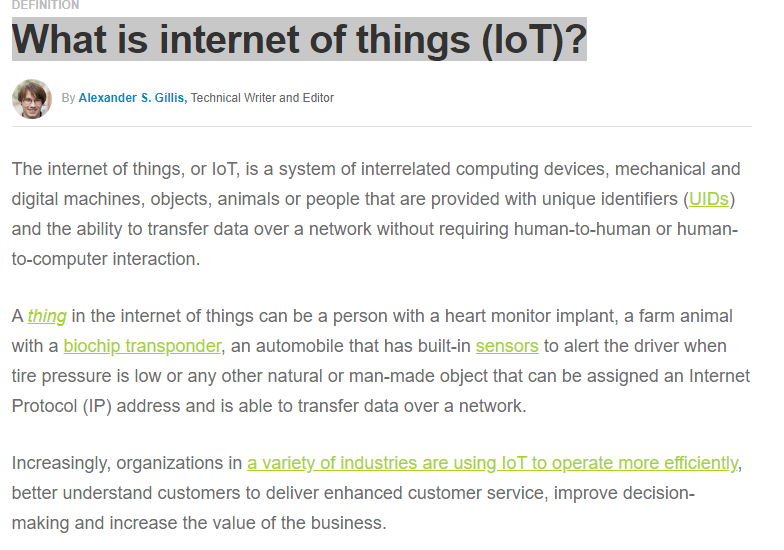 DEFINITION
What is internet of things (IoT)?
By Alexander S. Gillis, Technical Writer and Editor
The internet of things, or IoT, is a system of interrelated computing devices, mechanical and
digital machines, objects, animals or people that are provided with unique identifiers (UIDs)
and the ability to transfer data over a network without requiring human-to-human or human-
to-computer interaction.
A thing in the internet of things can be a person with a heart monitor implant, a farm animal
with a biochip transponder, an automobile that has built-in sensors to alert the driver when
tire pressure is low or any other natural or man-made object that can be assigned an Internet
Protocol (IP) address and is able to transfer data over a network.
Increasingly, organizations in a variety of industries are using IoT to operate more efficiently,
better understand customers to deliver enhanced customer service, improve decision-
making and increase the value of the business.